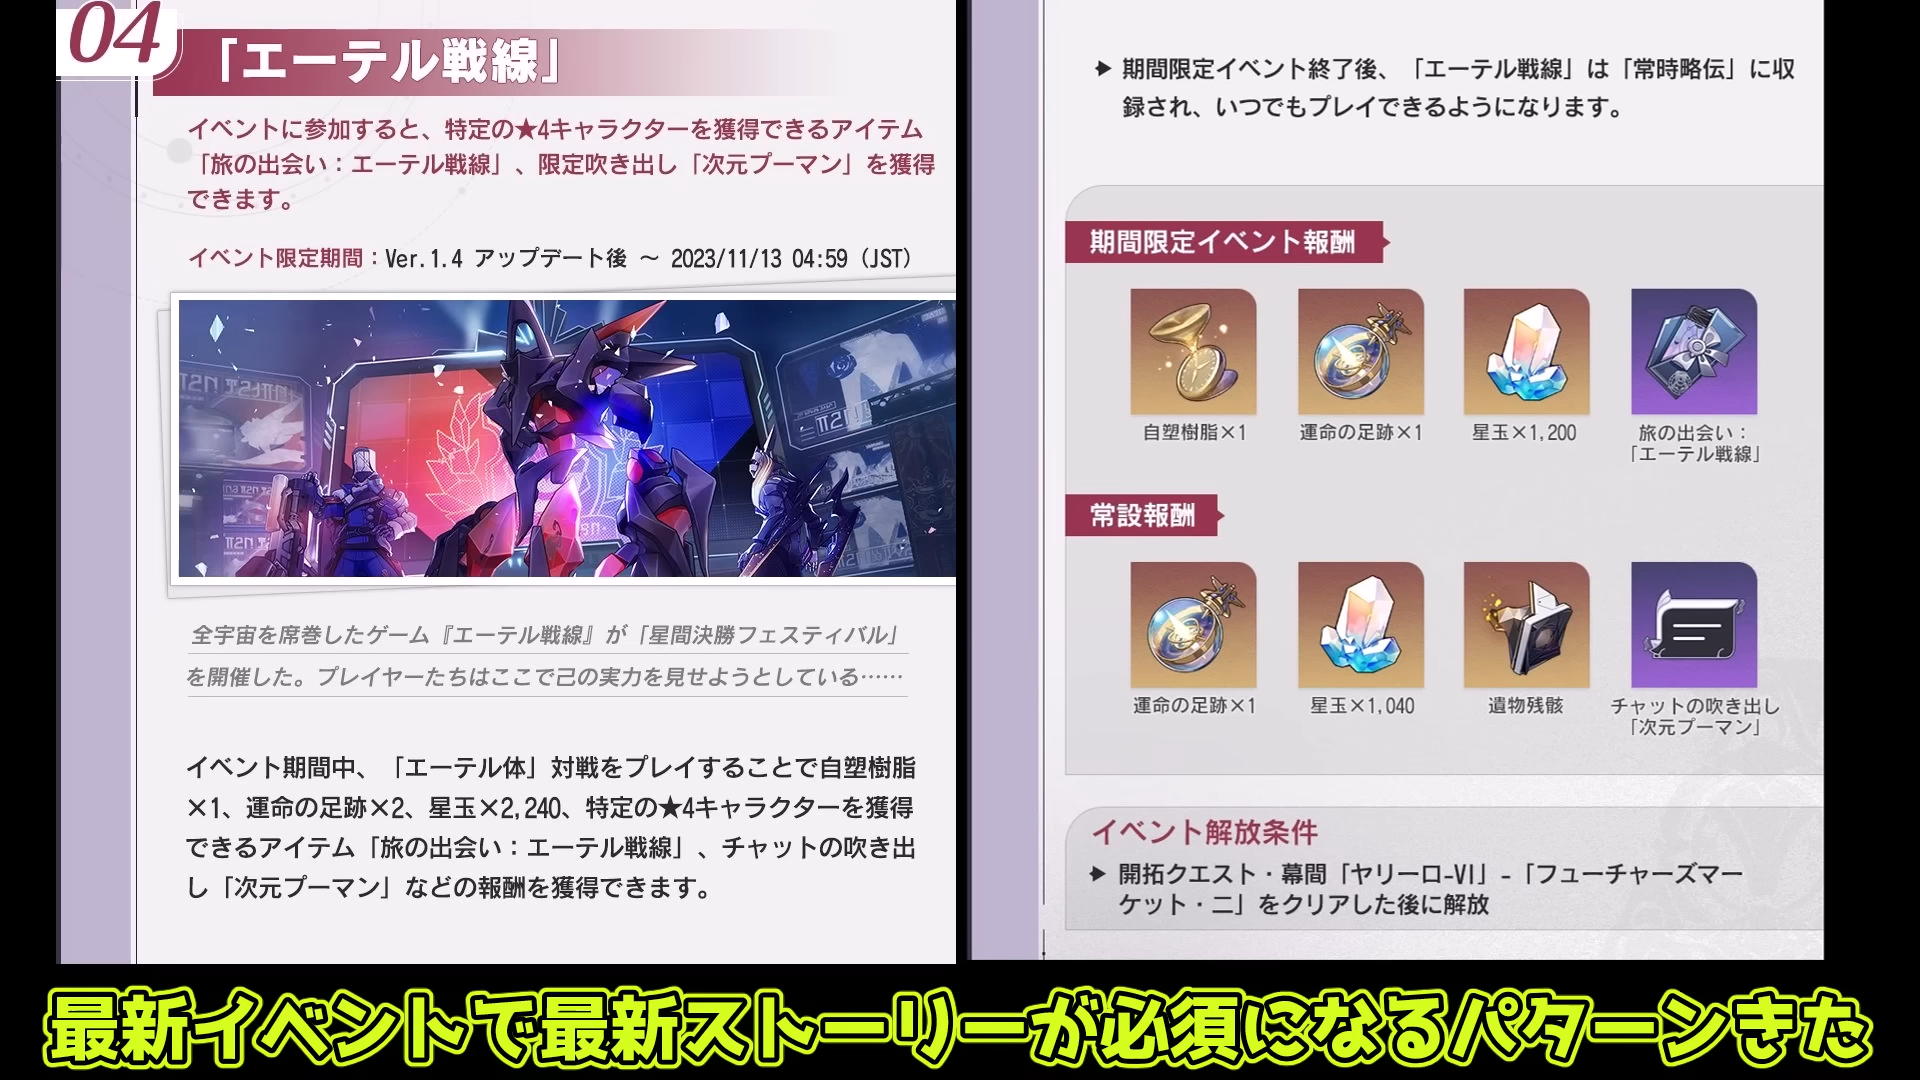 04
「エーテル戦線」
イベントに参加すると、特定の★4キャラクターを獲得できるアイテム
「旅の出会い：エーテル戦線」、限定吹き出し「次元プーマン」を獲得
できます。
イベント限定期間：Ver.1.4 アップデート後 ～ 2023/11/13 04:59（JST）
全宇宙を席巻したゲーム『エーテル戦線』が「星間決勝フェスティバル」
を開催した。プレイヤーたちはここで己の実力を見せようとしている……
イベント期間中、「エーテル体」対戦をプレイすることで自塑樹脂
×1、運命の足跡×2、星玉×2,240、特定の★4キャラクターを獲得
できるアイテム「旅の出会い：エーテル戦線」、チャットの吹き出
し「次元プーマン」などの報酬を獲得できます。
▶ 期間限定イベント終了後、「エーテル戦線」は「常時略伝」に収
録され、いつでもプレイできるようになります。
期間限定イベント報酬
自塑樹脂×1
運命の足跡×1
星玉×1,200
旅の出会い：
「エーテル戦線」
常設報酬
運命の足跡×1
星玉×1,040
遺物残骸
チャットの吹き出し
「次元プーマン」
イベント解放条件
▶ 開拓クエスト・幕間「ヤリーロ-VI」-「フューチャーズマー
ケット・二」をクリアした後に解放
最新イベントで最新ストーリーが必須になるパターンきた